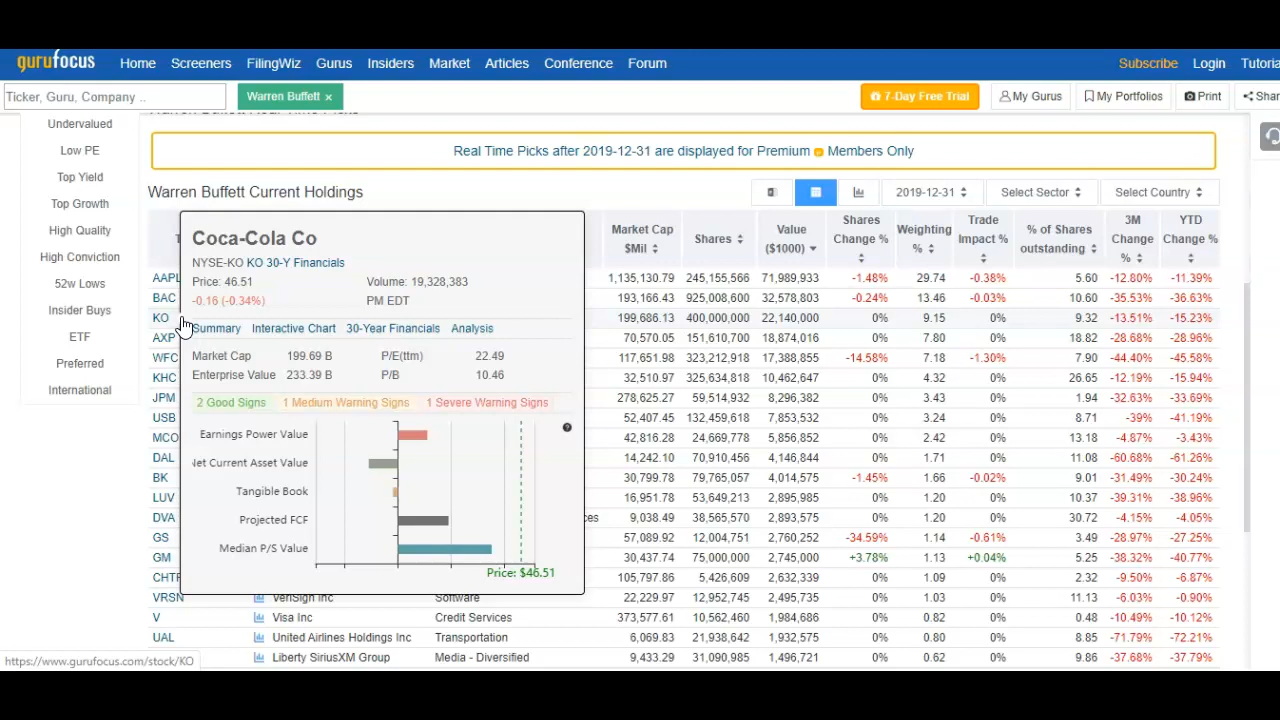 gurufocus Home Screeners FilingWiz Gurus Insiders Market Articles Conference Forum Subscribe Login Tutoria
Ticker, Guru, Company .. Warren Buffett × 7-Day Free Trial My Gurus My Portfolios Print Shar
Undervalued
Low PE
Top Yield
Top Growth
High Quality
High Conviction
52w Lows
Insider Buys
ETF
Preferred
International
Real Time Picks after 2019-12-31 are displayed for Premium Members Only
Warren Buffett Current Holdings 2019-12-31 Select Sector Select Country
Market Cap $Mil Shares Value ($1000) Shares Change % Weighting % Trade Impact % % of Shares outstanding 3M Change % YTD Change %
AAPL 1,135,130.79 245,155,566 71,989,933 -1.48% 29.74 -0.38% 5.60 -12.80% -11.39%
BAC 193,166.43 925,008,600 32,578,803 -0.24% 13.46 -0.03% 10.60 -35.53% -36.63%
KO 199,686.13 400,000,000 22,140,000 0% 9.15 0% 9.32 -13.51% -15.23%
AXP 70,570.05 151,610,700 18,874,016 0% 7.80 0% 18.82 -28.68% -28.96%
WFC 117,651.98 323,212,918 17,388,855 -14.58% 7.18 -1.30% 7.90 -44.40% -45.58%
KHC 32,510.97 325,634,818 10,462,647 0% 4.32 0% 26.65 -12.19% -15.94%
JPM 278,625.27 59,514,932 8,296,382 0% 3.43 0% 1.94 -32.63% -33.69%
USB 52,407.45 132,459,618 7,853,532 0% 3.24 0% 8.71 -39% -41.19%
MCO 42,816.28 24,669,778 5,856,852 0% 2.42 0% 13.18 -4.87% -3.43%
DAL 14,242.10 70,910,456 4,146,844 0% 1.71 0% 11.08 -60.68% -61.26%
BK 30,799.78 79,765,057 4,014,575 -1.45% 1.66 -0.02% 9.01 -31.49% -30.24%
LUV 16,951.78 53,649,213 2,895,985 0% 1.20 0% 10.37 -39.31% -38.96%
DVA ces 9,038.49 38,565,570 2,893,575 0% 1.20 0% 30.72 -4.15% -4.05%
GS 57,089.92 12,004,751 2,760,252 -34.59% 1.14 -0.61% 3.49 -28.97% -27.25%
GM 30,437.74 75,000,000 2,745,000 +3.78% 1.13 +0.04% 5.25 -38.32% -40.77%
CHTR 105,797.86 5,426,609 2,632,339 0% 1.09 0% 2.32 -9.50% -6.87%
VRSN VeriSign Inc Software 22,229.97 12,952,745 2,495,735 0% 1.03 0% 11.13 -6.03% -0.90%
V Visa Inc Credit Services 373,577.61 10,562,460 1,984,686 0% 0.82 0% 0.48 -10.49% -10.12%
UAL United Airlines Holdings Inc Transportation 6,069.83 21,938,642 1,932,575 0% 0.80 0% 8.85 -71.79% -72.21%
Liberty SiriusXM Group Media - Diversified 9,433.29 31,090,985 1,496,721 0% 0.62 0% 9.86 -37.68% -37.79%
Coca-Cola Co
NYSE-KO KO 30-Y Financials
Price: 46.51 Volume: 19,328,383
-0.16 (-0.34%) PM EDT
Summary Interactive Chart 30-Year Financials Analysis
Market Cap 199.69 B P/E(ttm) 22.49
Enterprise Value 233.39 B P/B 10.46
2 Good Signs 1 Medium Warning Signs 1 Severe Warning Signs
Earnings Power Value
Net Current Asset Value
Tangible Book
Projected FCF
Median P/S Value
Price: $46.51
https://www.gurufocus.com/stock/KO